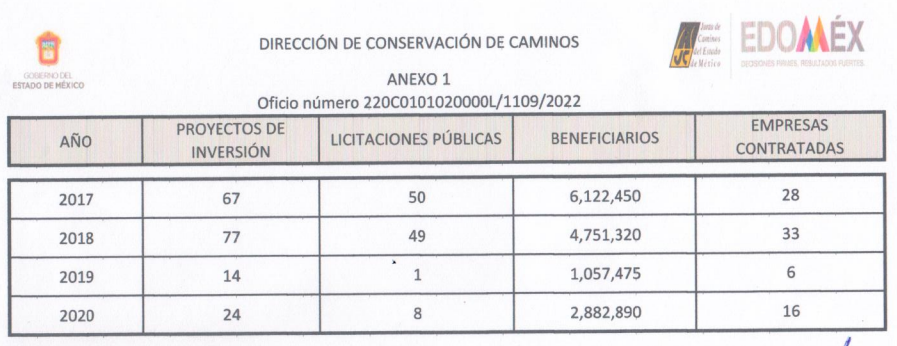 GOBIERNO DEL
ESTADO DE MÉXICO
DIRECCIÓN DE CONSERVACIÓN DE CAMINOS
Junta de
Caminos
del Estado
de México
EDOMÉX
DECISIONES FIRMES, RESULTADOS FUERTES.
ANEXO 1
Oficio número 220C0101020000L/1109/2022
AÑO PROYECTOS DE INVERSIÓN LICITACIONES PÚBLICAS BENEFICIARIOS EMPRESAS CONTRATADAS
2017 67 50 6,122,450 28
2018 77 49 4,751,320 33
2019 14 1 1,057,475 6
2020 24 8 2,882,890 16